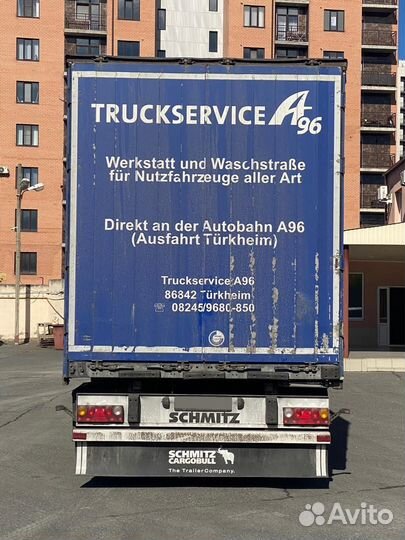 TRUCKSERVICE A96
Werkstatt und Waschstraße
für Nutzfahrzeuge aller Art
Direkt an der Autobahn A96
(Ausfahrt Türkheim)
Truckservice A96
86842 Türkheim
☏ 08245/9680-850
SCHMITZ
SCHMITZ
CARGOBULL
The Trailer Company.
Avito